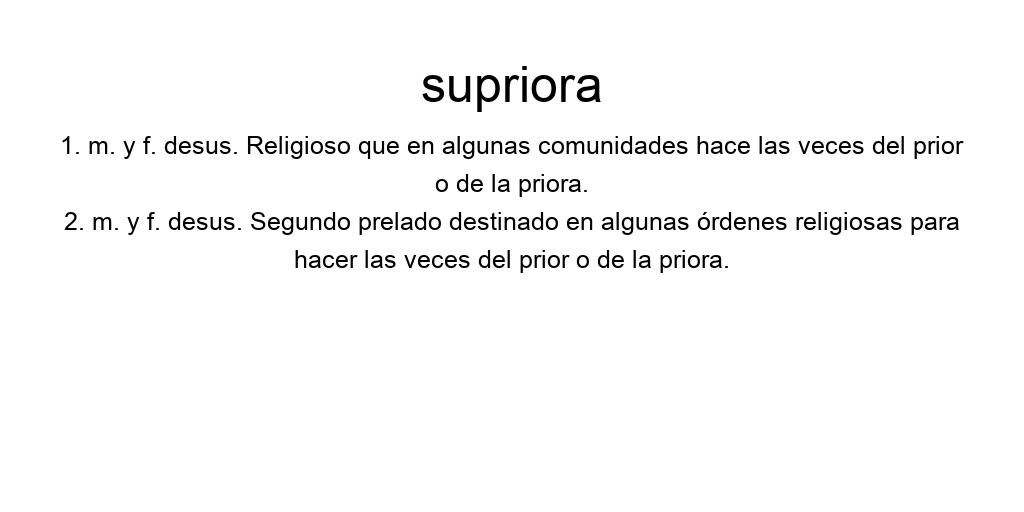 supriora
1. m. y f. desus. Religioso que en algunas comunidades hace las veces del prior
o de la priora.
2. m. y f. desus. Segundo prelado destinado en algunas órdenes religiosas para
hacer las veces del prior o de la priora.